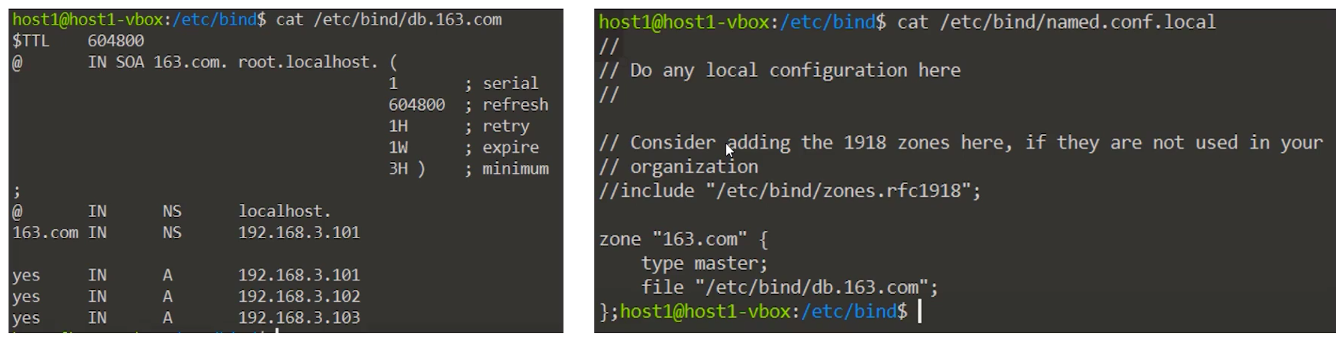 host1@host1-vbox:/etc/bind$ cat /etc/bind/db.163.com
$TTL    604800
@       IN SOA 163.com. root.localhost. (
                                1       ; serial
                                604800  ; refresh
                                1H      ; retry
                                1W      ; expire
                                3H )    ; minimum
;
@       IN      NS      localhost.
163.com IN      NS      192.168.3.101
yes     IN      A       192.168.3.101
yes     IN      A       192.168.3.102
yes     IN      A       192.168.3.103
host1@host1-vbox:/etc/bind$ cat /etc/bind/named.conf.local
//
// Do any local configuration here
//
// Consider adding the 1918 zones here, if they are not used in your
// organization
//include "/etc/bind/zones.rfc1918";
zone "163.com" {
    type master;
    file "/etc/bind/db.163.com";
};host1@host1-vbox:/etc/bind$